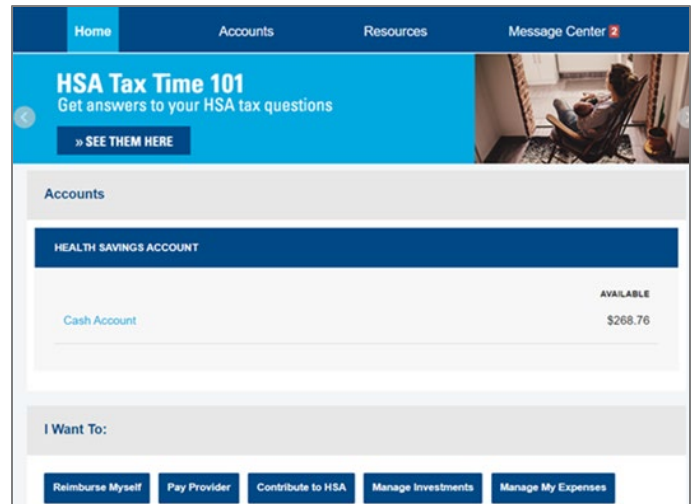 Home Accounts Resources Message Center 2
HSA Tax Time 101
Get answers to your HSA tax questions
» SEE THEM HERE
Accounts
HEALTH SAVINGS ACCOUNT
AVAILABLE
Cash Account $268.76
I Want To:
Reimburse Myself Pay Provider Contribute to HSA Manage Investments Manage My Expenses